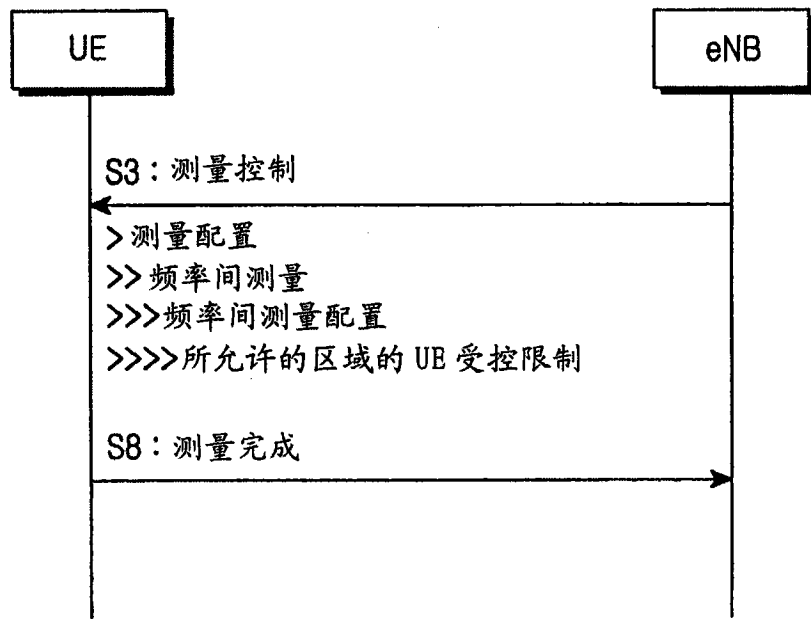 UE
eNB
S3：测量控制
>测量配置
>>频率间测量
>>>频率间测量配置
>>>>所允许的区域的 UE 受控限制
S8：测量完成